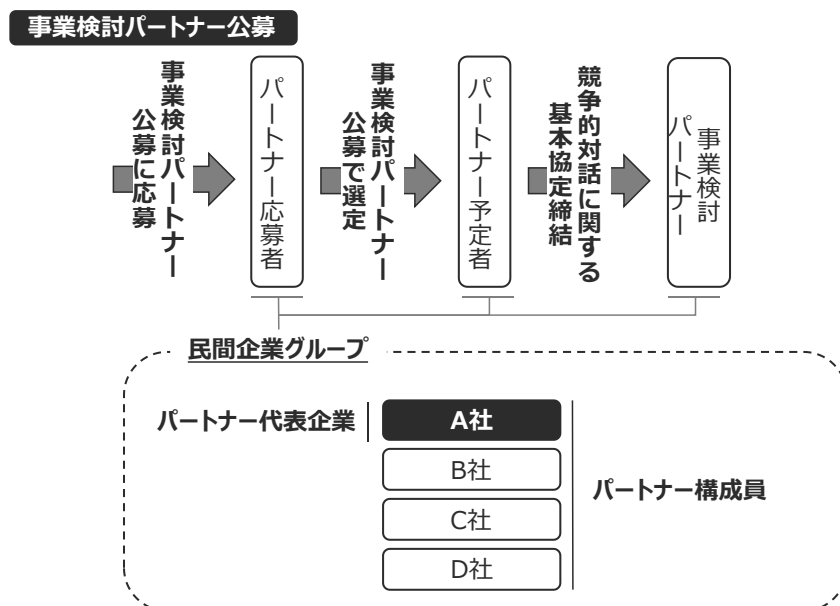 事業検討パートナー公募
事業検討パートナー
公募に応募
パートナー応募者
事業検討パートナー
公募で選定
パートナー予定者
競争的対話に関する
基本協定締結
事業検討
パートナー
民間企業グループ
パートナー代表企業
A社
B社
C社
D社
パートナー構成員